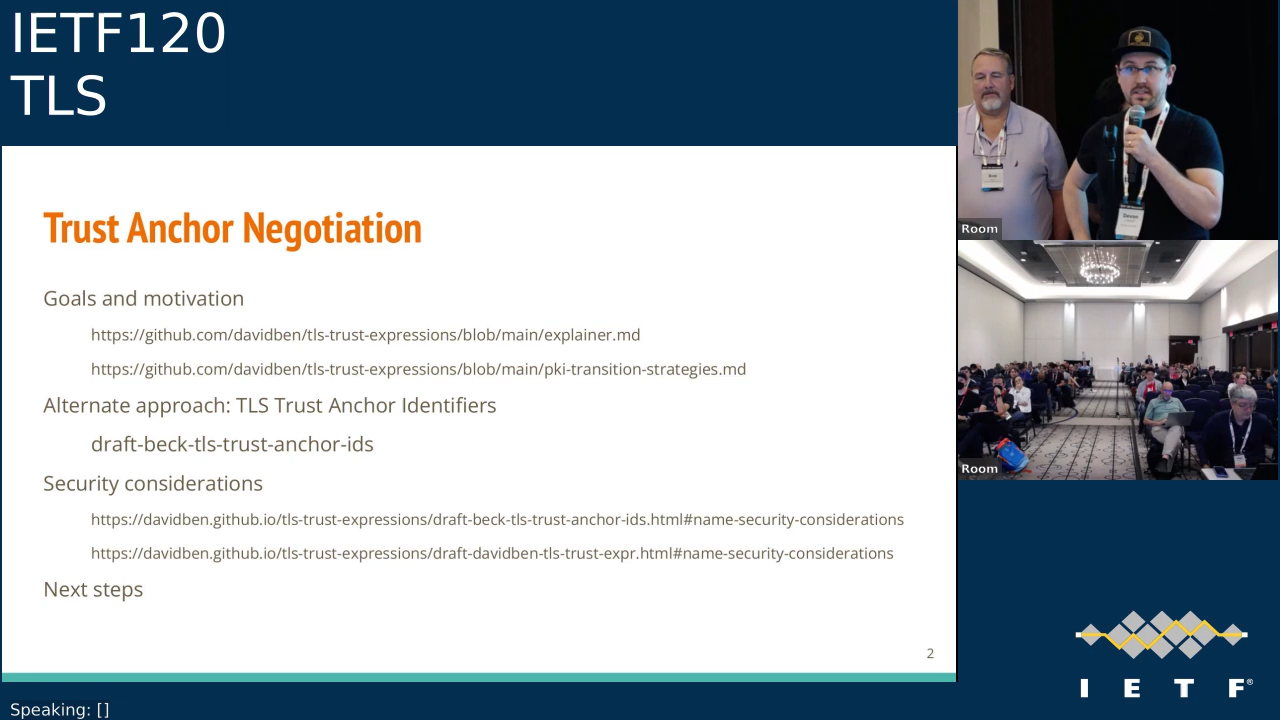 IETF120
TLS
Trust Anchor Negotiation
Goals and motivation
https://github.com/davidben/tls-trust-expressions/blob/main/explainer.md
https://github.com/davidben/tls-trust-expressions/blob/main/pki-transition-strategies.md
Alternate approach: TLS Trust Anchor Identifiers
draft-beck-tls-trust-anchor-ids
Security considerations
https://davidben.github.io/tls-trust-expressions/draft-beck-tls-trust-anchor-ids.html#name-security-considerations
https://davidben.github.io/tls-trust-expressions/draft-davidben-tls-trust-expr.html#name-security-considerations
Next steps
2
Speaking: []
Room
Room
I E T F®